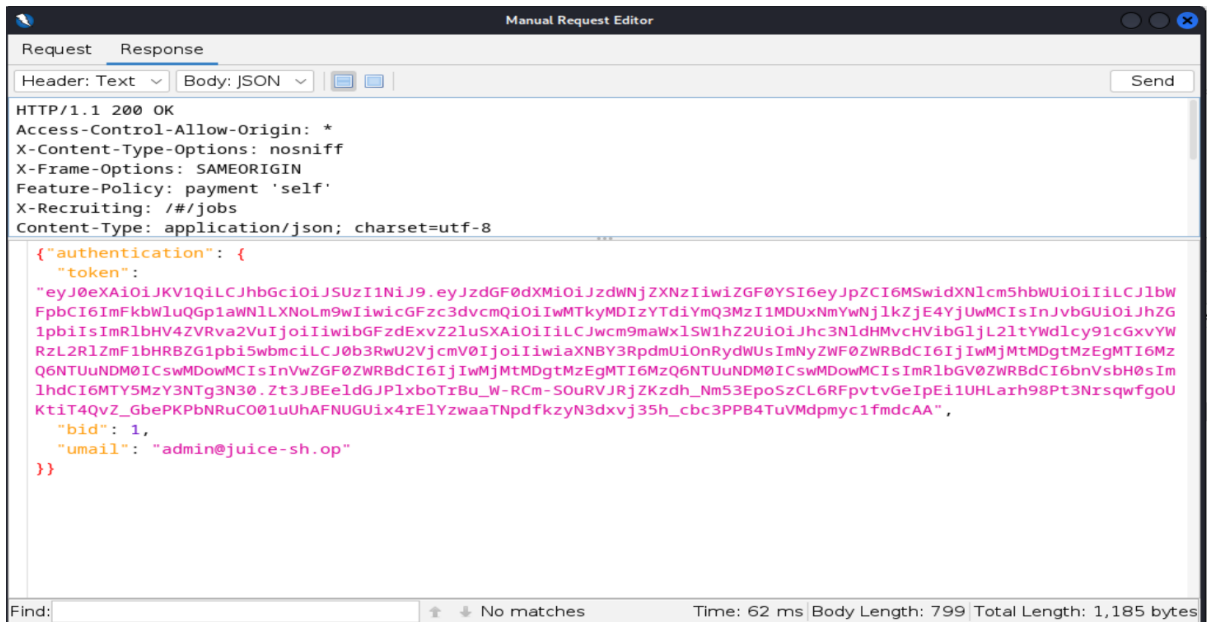 Manual Request Editor
Request Response
Header: Text Body: JSON Send
HTTP/1.1 200 OK
Access-Control-Allow-Origin: *
X-Content-Type-Options: nosniff
X-Frame-Options: SAMEORIGIN
Feature-Policy: payment 'self'
X-Recruiting: /#/jobs
Content-Type: application/json; charset=utf-8
{"authentication": {
"token":
"eyJ0eXAiOiJKV1QiLCJhbGciOiJSUzI1NiJ9.eyJzdGF0dXMiOiJzdWNjZXNzIiwiZGF0YSI6eyJpZCI6MSwidXNlcm5hbWUiOiIiLCJlbW
FpbCI6ImFkbWluQGp1aWNlLXNoLm9wIiwicGFzc3dvcmQiOiIwMTkyMDIzYTdiYmQ3MzI1MDUxNmYwNjlkZjE4YjUwMCIsInJvbGUiOiJhZG
1pbiIsImRlbHV4ZVRva2VuIjoiIiwibGFzdExvZ2luSXAiOiIiLCJwcm9maWxlSW1hZ2UiOiJhc3NldHMvcHVibGljL2ltYWdlcy91cGxvYW
RzL2RlZmF1bHRBZG1pbi5wbmciLCJ0b3RwU2VjcmV0IjoiIiwiaXNBY3RpdmUiOnRydWUsImNyZWF0ZWRBdCI6IjIwMjMtMDgtMzEgMTI6Mz
Q6NTUuNDM0ICswMDowMCIsInVwZGF0ZWRBdCI6IjIwMjMtMDgtMzEgMTI6MzQ6NTUuNDM0ICswMDowMCIsImRlbGV0ZWRBdCI6bnVsbH0sIm
lhdCI6MTY5MzY3NTg3N30.Zt3JBEeldGJPlxboTrBu_W-RCm-SOuRVJRjZKzdh_Nm53EpoSzCL6RFpvtvGeIpEi1UHLarh98Pt3NrsqwfgoU
KtiT4QvZ_GbePKPbNRuCO01uUhAFNUGUix4rElYzwaaTNpdfkzyN3dxvj35h_cbc3PPB4TuVMdpmyc1fmdcAA",
"bid": 1,
"umail": "admin@juice-sh.op"
}}
Find: No matches Time: 62 ms Body Length: 799 Total Length: 1,185 bytes